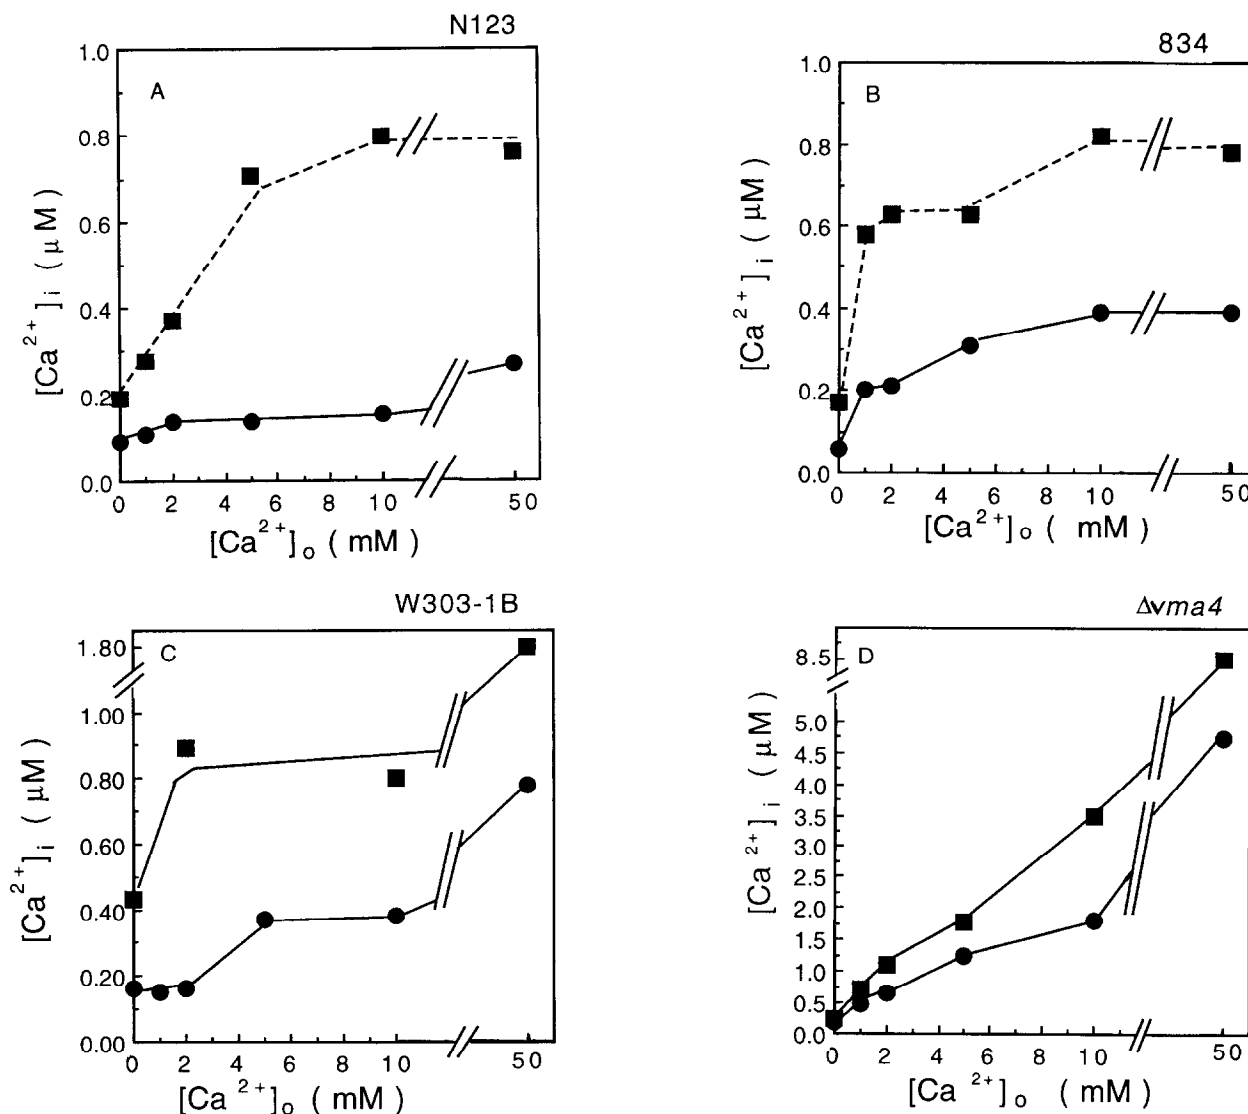 N123
A
1.0
0.8
0.6
0.4
0.2
0.0
[Ca2+]i (μM)
0 2 4 6 8 10 50
[Ca2+]o (mM)
834
B
1.0
0.8
0.6
0.4
0.2
0.0
[Ca2+]i (μM)
0 2 4 6 8 10 50
[Ca2+]o (mM)
W303-1B
C
1.80
1.00
0.80
0.60
0.40
0.20
0.00
[Ca2+]i (μM)
0 2 4 6 8 10 50
[Ca2+]o (mM)
Δvma4
D
8.5
5.0
4.5
4.0
3.5
3.0
2.5
2.0
1.5
1.0
0.5
0.0
[Ca2+]i (μM)
0 2 4 6 8 10 50
[Ca2+]o (mM)